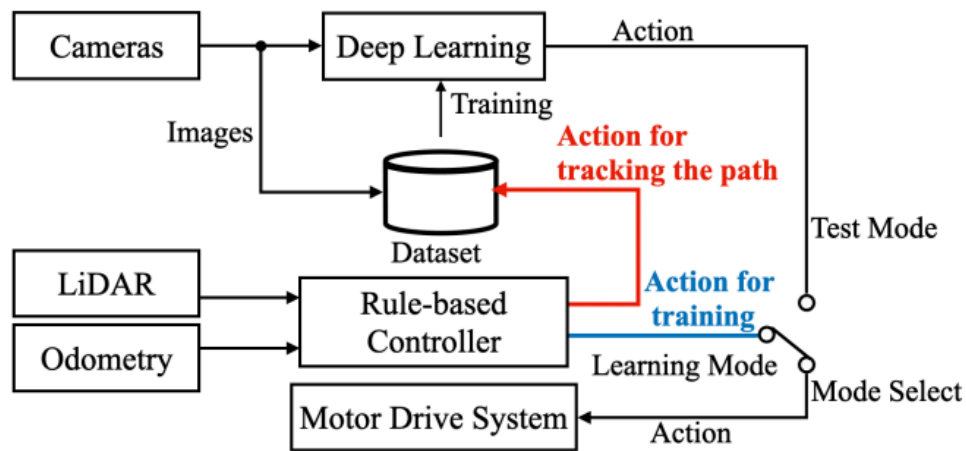 Cameras
Deep Learning
Action
Training
Images
Action for
tracking the path
Dataset
Test Mode
LiDAR
Rule-based
Controller
Action for
training
Odometry
Learning Mode
Mode Select
Motor Drive System
Action